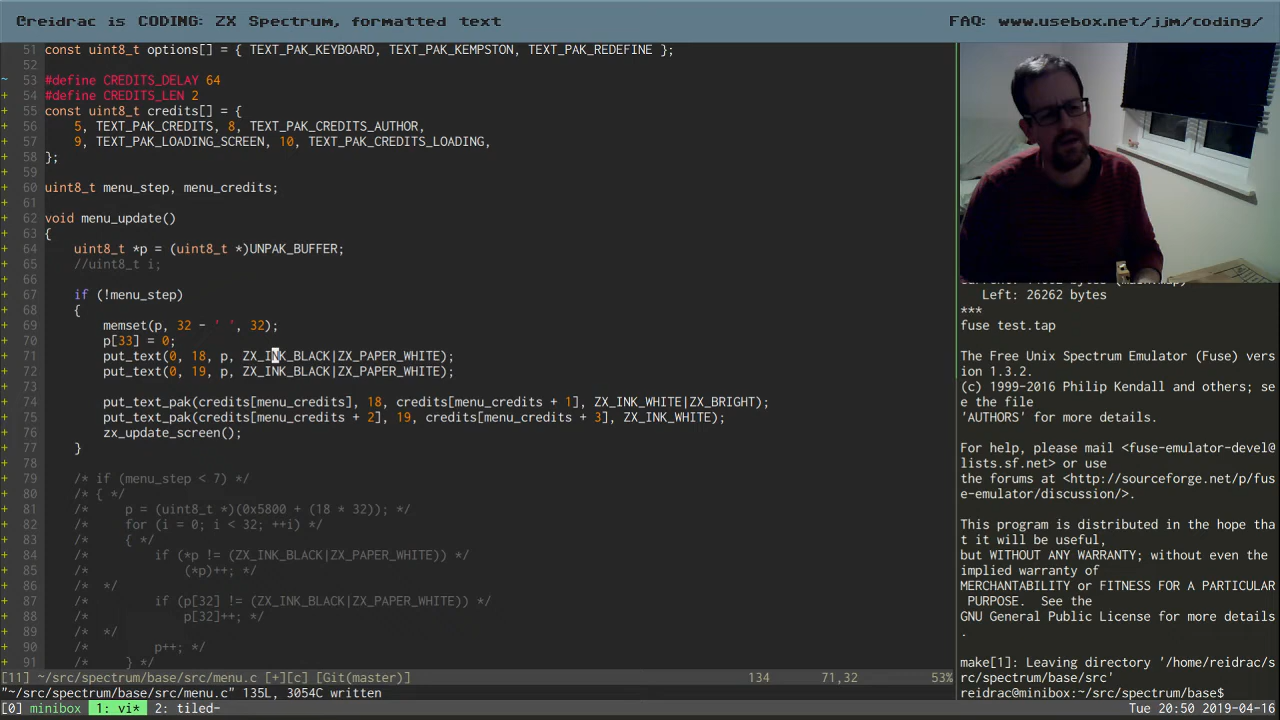 @reidrac is CODING: ZX Spectrum, formatted text
FAQ: www.usebox.net/jjm/coding/
51 const uint8_t options[] = { TEXT_PAK_KEYBOARD, TEXT_PAK_KEMPSTON, TEXT_PAK_REDEFINE };
52
~ 53 #define CREDITS_DELAY 64
+ 54 #define CREDITS_LEN 2
+ 55 const uint8_t credits[] = {
+ 56     5, TEXT_PAK_CREDITS, 8, TEXT_PAK_CREDITS_AUTHOR,
+ 57     9, TEXT_PAK_LOADING_SCREEN, 10, TEXT_PAK_CREDITS_LOADING,
+ 58 };
+ 59
+ 60 uint8_t menu_step, menu_credits;
+ 61
+ 62 void menu_update()
+ 63 {
+ 64     uint8_t *p = (uint8_t *)UNPAK_BUFFER;
+ 65     //uint8_t i;
+ 66
+ 67     if (!menu_step)
+ 68     {
+ 69         memset(p, 32 - ' ', 32);
+ 70         p[33] = 0;
+ 71         put_text(0, 18, p, ZX_INK_BLACK|ZX_PAPER_WHITE);
+ 72         put_text(0, 19, p, ZX_INK_BLACK|ZX_PAPER_WHITE);
+ 73
+ 74         put_text_pak(credits[menu_credits], 18, credits[menu_credits + 1], ZX_INK_WHITE|ZX_BRIGHT);
+ 75         put_text_pak(credits[menu_credits + 2], 19, credits[menu_credits + 3], ZX_INK_WHITE);
+ 76         zx_update_screen();
+ 77     }
+ 78
+ 79     /* if (menu_step < 7) */
+ 80     /* { */
+ 81     /*     p = (uint8_t *)(0x5800 + (18 * 32)); */
+ 82     /*     for (i = 0; i < 32; ++i) */
+ 83     /*     { */
+ 84     /*         if (*p != (ZX_INK_BLACK|ZX_PAPER_WHITE)) */
+ 85     /*             (*p)++; */
+ 86     /*  */
+ 87     /*         if (p[32] != (ZX_INK_BLACK|ZX_PAPER_WHITE)) */
+ 88     /*             p[32]++; */
+ 89     /*  */
+ 90     /*         p++; */
+ 91     /*     } */
[11] ~/src/spectrum/base/src/menu.c [+][c] [Git(master)] 134 71,32 53%
"~/src/spectrum/base/src/menu.c" 135L, 3054C written
Left: 26262 bytes
***
fuse test.tap
The Free Unix Spectrum Emulator (Fuse) vers
ion 1.3.2.
(c) 1999-2016 Philip Kendall and others; se
e the file
'AUTHORS' for more details.
For help, please mail <fuse-emulator-devel@
lists.sf.net> or use
the forums at <http://sourceforge.net/p/fus
e-emulator/discussion/>.
This program is distributed in the hope tha
t it will be useful,
but WITHOUT ANY WARRANTY; without even the
implied warranty of
MERCHANTABILITY or FITNESS FOR A PARTICULAR
PURPOSE.  See the
GNU General Public License for more details
.
make[1]: Leaving directory '/home/reidrac/s
rc/spectrum/base/src'
reidrac@minibox:~/src/spectrum/base$
[0] minibox 1: vi* 2: tiled- Tue 20:50 2019-04-16